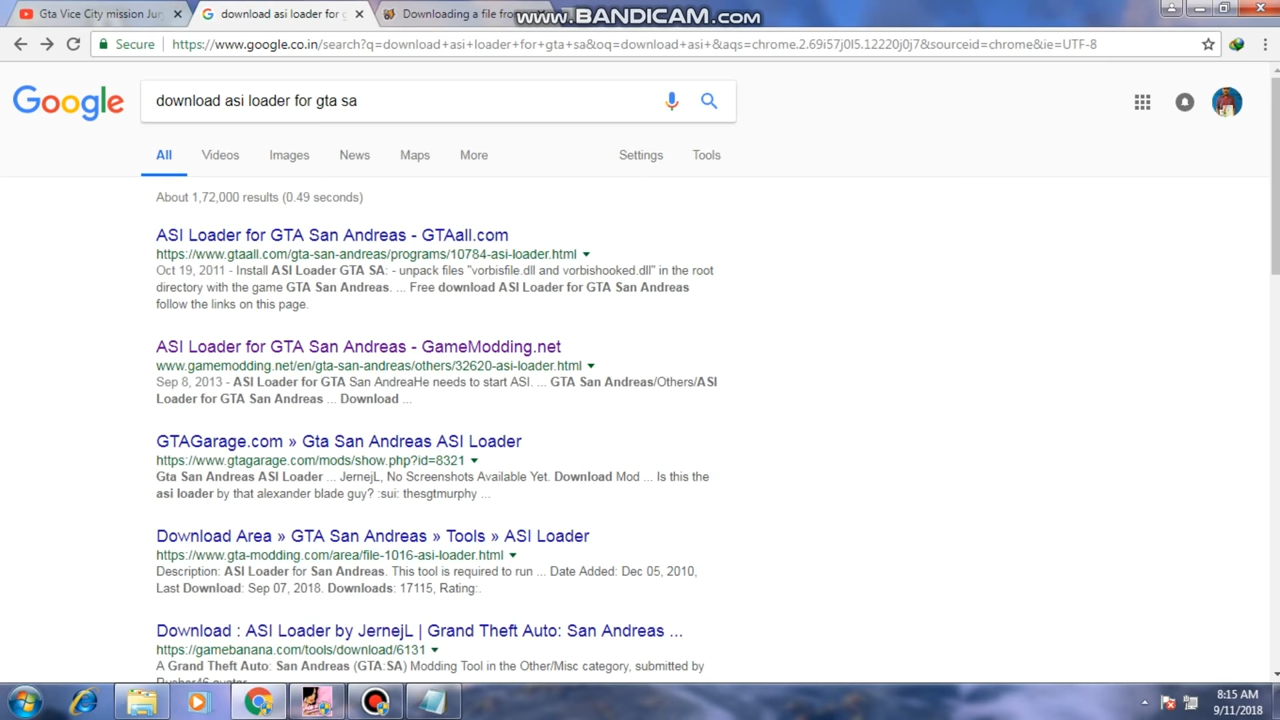 Gta Vice City mission Jun
download asi loader for g
Downloading a file from
www.BANDICAM.com
Secure
https://www.google.co.in/search?q=download+asi+loader+for+gta+sa&oq=download+asi+&aqs=chrome.2.69i57j0l5.12220j0j7&sourceid=chrome&ie=UTF-8
Google
download asi loader for gta sa
All Videos Images News Maps More Settings Tools
About 1,72,000 results (0.49 seconds)
ASI Loader for GTA San Andreas - GTAall.com
https://www.gtaall.com/gta-san-andreas/programs/10784-asi-loader.html
Oct 19, 2011 - Install ASI Loader GTA SA: - unpack files "vorbisfile.dll and vorbishooked.dll" in the root
directory with the game GTA San Andreas. ... Free download ASI Loader for GTA San Andreas
follow the links on this page.
ASI Loader for GTA San Andreas - GameModding.net
www.gamemodding.net/en/gta-san-andreas/others/32620-asi-loader.html
Sep 8, 2013 - ASI Loader for GTA San AndreaHe needs to start ASI. ... GTA San Andreas/Others/ASI
Loader for GTA San Andreas ... Download ...
GTAGarage.com » Gta San Andreas ASI Loader
https://www.gtagarage.com/mods/show.php?id=8321
Gta San Andreas ASI Loader ... JernejL, No Screenshots Available Yet. Download Mod ... Is this the
asi loader by that alexander blade guy? :sui: thesgtmurphy ...
Download Area » GTA San Andreas » Tools » ASI Loader
https://www.gta-modding.com/area/file-1016-asi-loader.html
Description: ASI Loader for San Andreas. This tool is required to run ... Date Added: Dec 05, 2010,
Last Download: Sep 07, 2018. Downloads: 17115, Rating:.
Download : ASI Loader by JernejL | Grand Theft Auto: San Andreas ...
https://gamebanana.com/tools/download/6131
A Grand Theft Auto: San Andreas (GTA:SA) Modding Tool in the Other/Misc category, submitted by
8:15 AM
9/11/2018